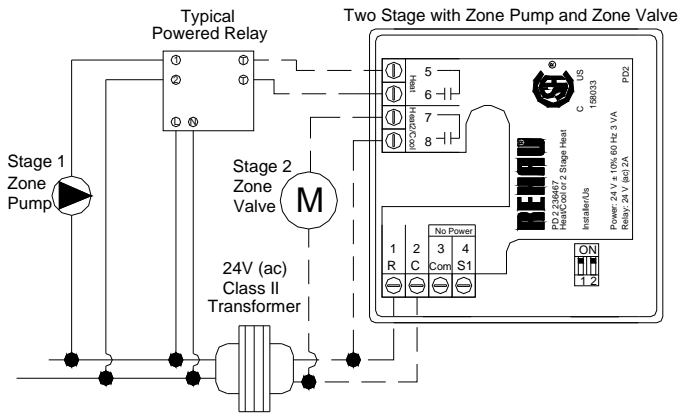 Typical
Powered Relay
Two Stage with Zone Pump and Zone Valve
1
2
T
T
L
N
Stage 1
Zone
Pump
Stage 2
Zone
Valve
M
24V (ac)
Class II
Transformer
Heat
Heat2/Cool
5
6
7
8
C
US
158033
PD2
REHAU
PD 2 236467
Heat/Cool or 2 Stage Heat
Installer/Us
Power: 24 V ± 10% 60 Hz 3 VA
Relay: 24 V (ac) 2A
No Power
1 2 3 4
R C Com S1
ON
1 2